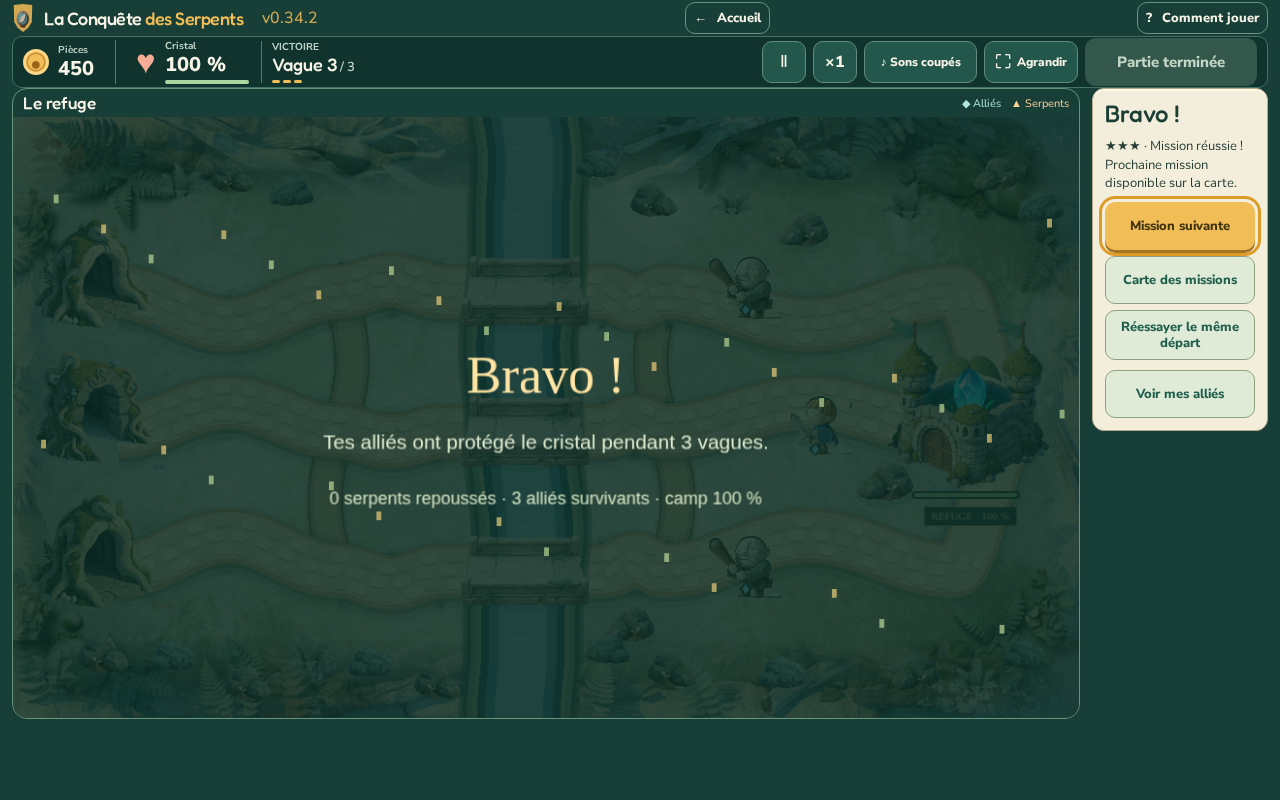 La Conquête des Serpents v0.34.2
← Accueil
? Comment jouer
Pièces
450
Cristal
100 %
VICTOIRE
Vague 3 / 3
×1
♪ Sons coupés
Agrandir
Partie terminée
Le refuge
◆ Alliés ▲ Serpents
Bravo !
Tes alliés ont protégé le cristal pendant 3 vagues.
0 serpents repoussés · 3 alliés survivants · camp 100 %
REFUGE · 100 %
Bravo !
★★★ · Mission réussie !
Prochaine mission
disponible sur la carte.
Mission suivante
Carte des missions
Réessayer le même
départ
Voir mes alliés